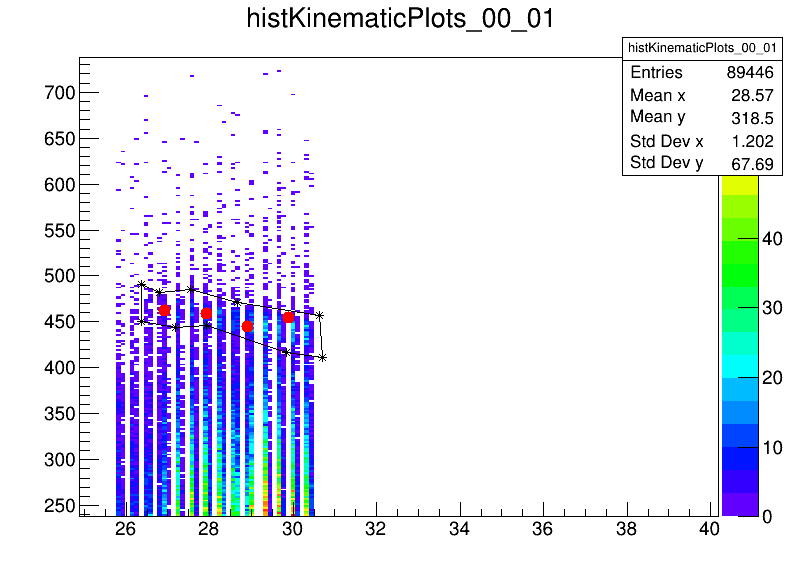 histKinematicPlots_00_01
histKinematicPlots_00_01
Entries 89446
Mean x 28.57
Mean y 318.5
Std Dev x 1.202
Std Dev y 67.69
700
650
600
550
500
450
400
350
300
250
26 28 30 32 34 36 38 40
40
30
20
10
0